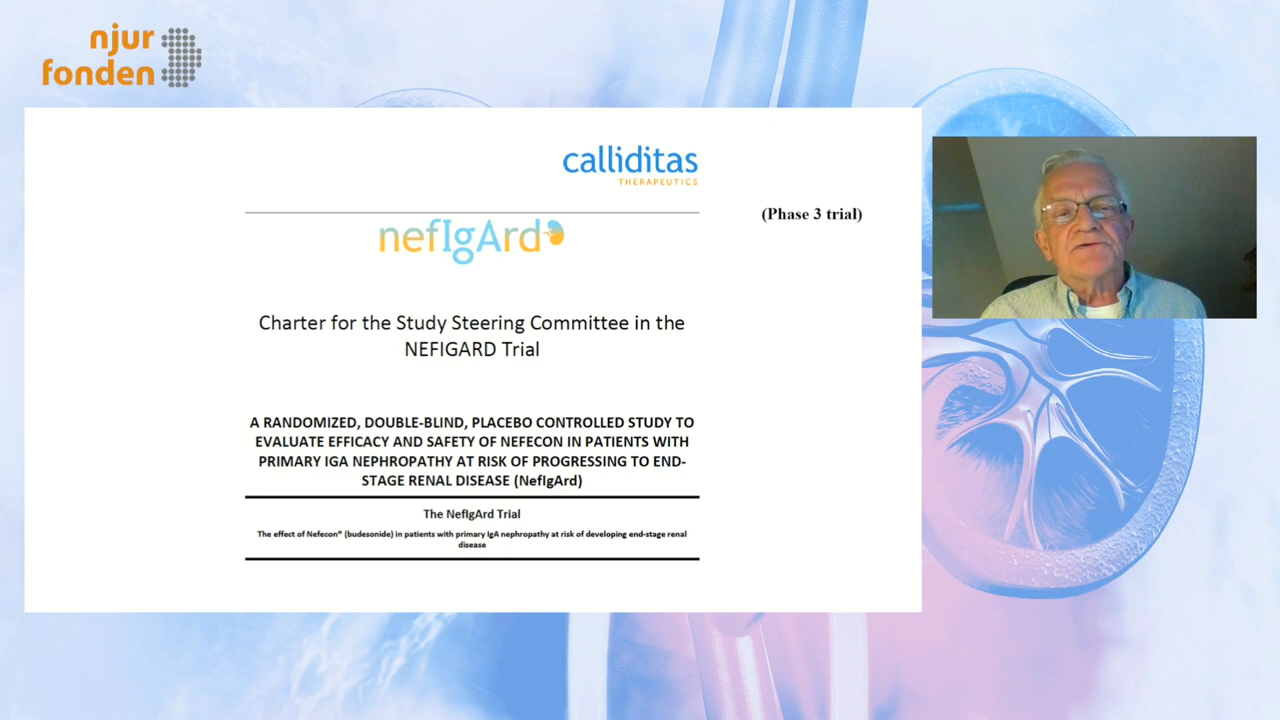 njur
fonden
calliditas
THERAPEUTICS
(Phase 3 trial)
nefIgArd
Charter for the Study Steering Committee in the
NEFIGARD Trial
A RANDOMIZED, DOUBLE-BLIND, PLACEBO CONTROLLED STUDY TO
EVALUATE EFFICACY AND SAFETY OF NEFECON IN PATIENTS WITH
PRIMARY IGA NEPHROPATHY AT RISK OF PROGRESSING TO END-
STAGE RENAL DISEASE (NefIgArd)
The NefIgArd Trial
The effect of Nefecon® (budesonide) in patients with primary IgA nephropathy at risk of developing end-stage renal
disease